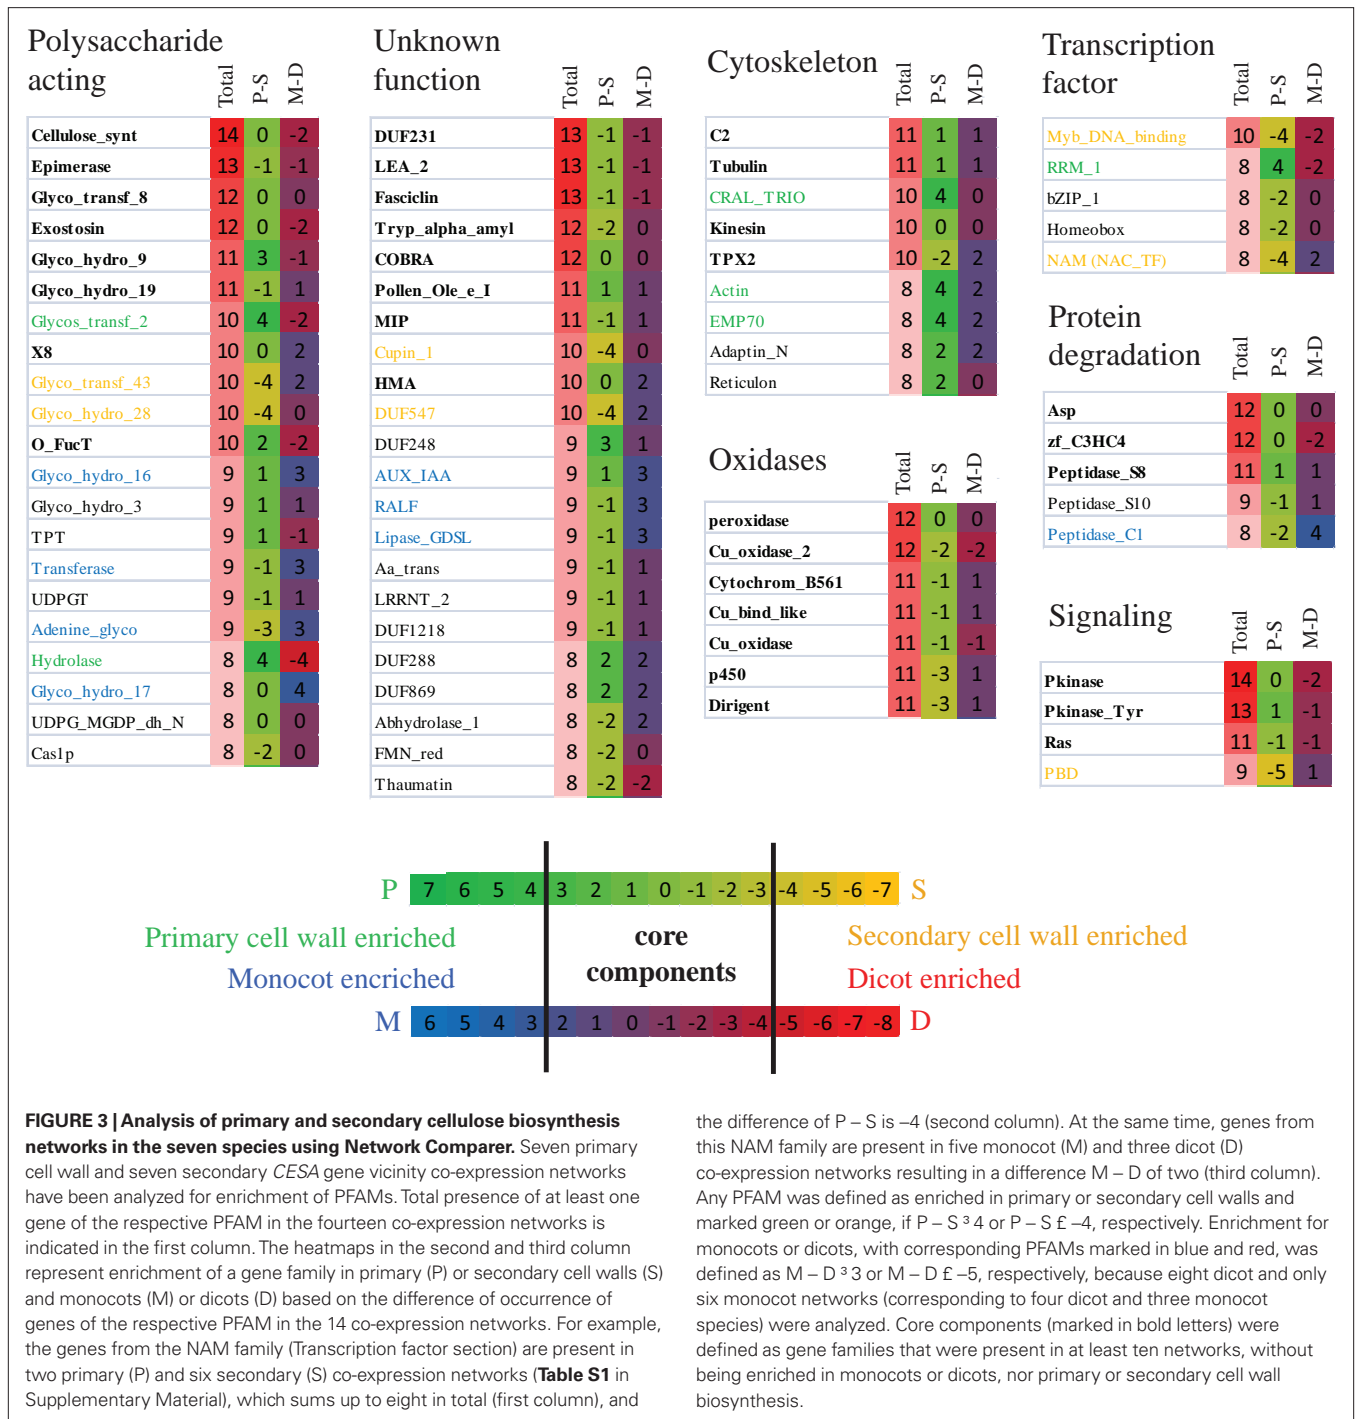 Polysaccharide
acting
Total P-S M-D
Cellulose_synt 14 0 -2
Epimerase 13 -1 -1
Glyco_transf_8 12 0 0
Exostosin 12 0 -2
Glyco_hydro_9 11 3 -1
Glyco_hydro_19 11 -1 1
Glycos_transf_2 10 4 -2
X8 10 0 2
Glyco_transf_43 10 -4 2
Glyco_hydro_28 10 -4 0
O_FucT 10 2 -2
Glyco_hydro_16 9 1 3
Glyco_hydro_3 9 1 1
TPT 9 1 -1
Transferase 9 -1 3
UDPGT 9 -1 1
Adenine_glyco 9 -3 3
Hydrolase 8 4 -4
Glyco_hydro_17 8 0 4
UDPG_MGDP_dh_N 8 0 0
Cas1p 8 -2 0
Unknown
function
Total P-S M-D
DUF231 13 -1 -1
LEA_2 13 -1 -1
Fasciclin 13 -1 -1
Tryp_alpha_amyl 12 -2 0
COBRA 12 0 0
Pollen_Ole_e_I 11 1 1
MIP 11 -1 1
Cupin_1 10 -4 0
HMA 10 0 2
DUF547 10 -4 2
DUF248 9 3 1
AUX_IAA 9 1 3
RALF 9 -1 3
Lipase_GDSL 9 -1 3
Aa_trans 9 -1 1
LRRNT_2 9 -1 1
DUF1218 9 -1 1
DUF288 8 2 2
DUF869 8 2 2
Abhydrolase_1 8 -2 2
FMN_red 8 -2 0
Thaumatin 8 -2 -2
Cytoskeleton
Total P-S M-D
C2 11 1 1
Tubulin 11 1 1
CRAL_TRIO 10 4 0
Kinesin 10 0 0
TPX2 10 -2 2
Actin 8 4 2
EMP70 8 4 2
Adaptin_N 8 2 2
Reticulon 8 2 0
Oxidases
Total P-S M-D
peroxidase 12 0 0
Cu_oxidase_2 12 -2 -2
Cytochrom_B561 11 -1 1
Cu_bind_like 11 -1 1
Cu_oxidase 11 -1 -1
p450 11 -3 1
Dirigent 11 -3 1
Transcription
factor
Total P-S M-D
Myb_DNA_binding 10 -4 -2
RRM_1 8 4 -2
bZIP_1 8 -2 0
Homeobox 8 -2 0
NAM (NAC_TF) 8 -4 2
Protein
degradation
Total P-S M-D
Asp 12 0 0
zf_C3HC4 12 0 -2
Peptidase_S8 11 1 1
Peptidase_S10 9 -1 1
Peptidase_C1 8 -2 4
Signaling
Total P-S M-D
Pkinase 14 0 -2
Pkinase_Tyr 13 1 -1
Ras 11 -1 -1
PBD 9 -5 1
P 7 6 5 4 3 2 1 0 -1 -2 -3 -4 -5 -6 -7 S
Primary cell wall enriched
Monocot encriched
core
components
Secondary cell wall enriched
Dicot enriched
M 6 5 4 3 2 1 0 -1 -2 -3 -4 -5 -6 -7 -8 D
FIGURE 3 | Analysis of primary and secondary cellulose biosynthesis
networks in the seven species using Network Comparer. Seven primary
cell wall and seven secondary CESA gene vicinity co-expression networks
have been analyzed for enrichment of PFAMs. Total presence of at least one
gene of the respective PFAM in the fourteen co-expression networks is
indicated in the first column. The heatmaps in the second and third column
represent enrichment of a gene family in primary (P) or secondary cell walls (S)
and monocots (M) or dicots (D) based on the difference of occurrence of
genes of the respective PFAM in the 14 co-expression networks. For example,
the genes from the NAM family (Transcription factor section) are present in
two primary (P) and six secondary (S) co-expression networks (Table S1 in
Supplementary Material), which sums up to eight in total (first column), and
the difference of P – S is –4 (second column). At the same time, genes from
this NAM family are present in five monocot (M) and three dicot (D)
co-expression networks resulting in a difference M – D of two (third column).
Any PFAM was defined as enriched in primary or secondary cell walls and
marked green or orange, if P – S ³ 4 or P – S £ –4, respectively. Enrichment for
monocots or dicots, with corresponding PFAMs marked in blue and red, was
defined as M – D ³ 3 or M – D £ –5, respectively, because eight dicot and only
six monocot networks (corresponding to four dicot and three monocot
species) were analyzed. Core components (marked in bold letters) were
defined as gene families that were present in at least ten networks, without
being enriched in monocots or dicots, nor primary or secondary cell wall
biosynthesis.